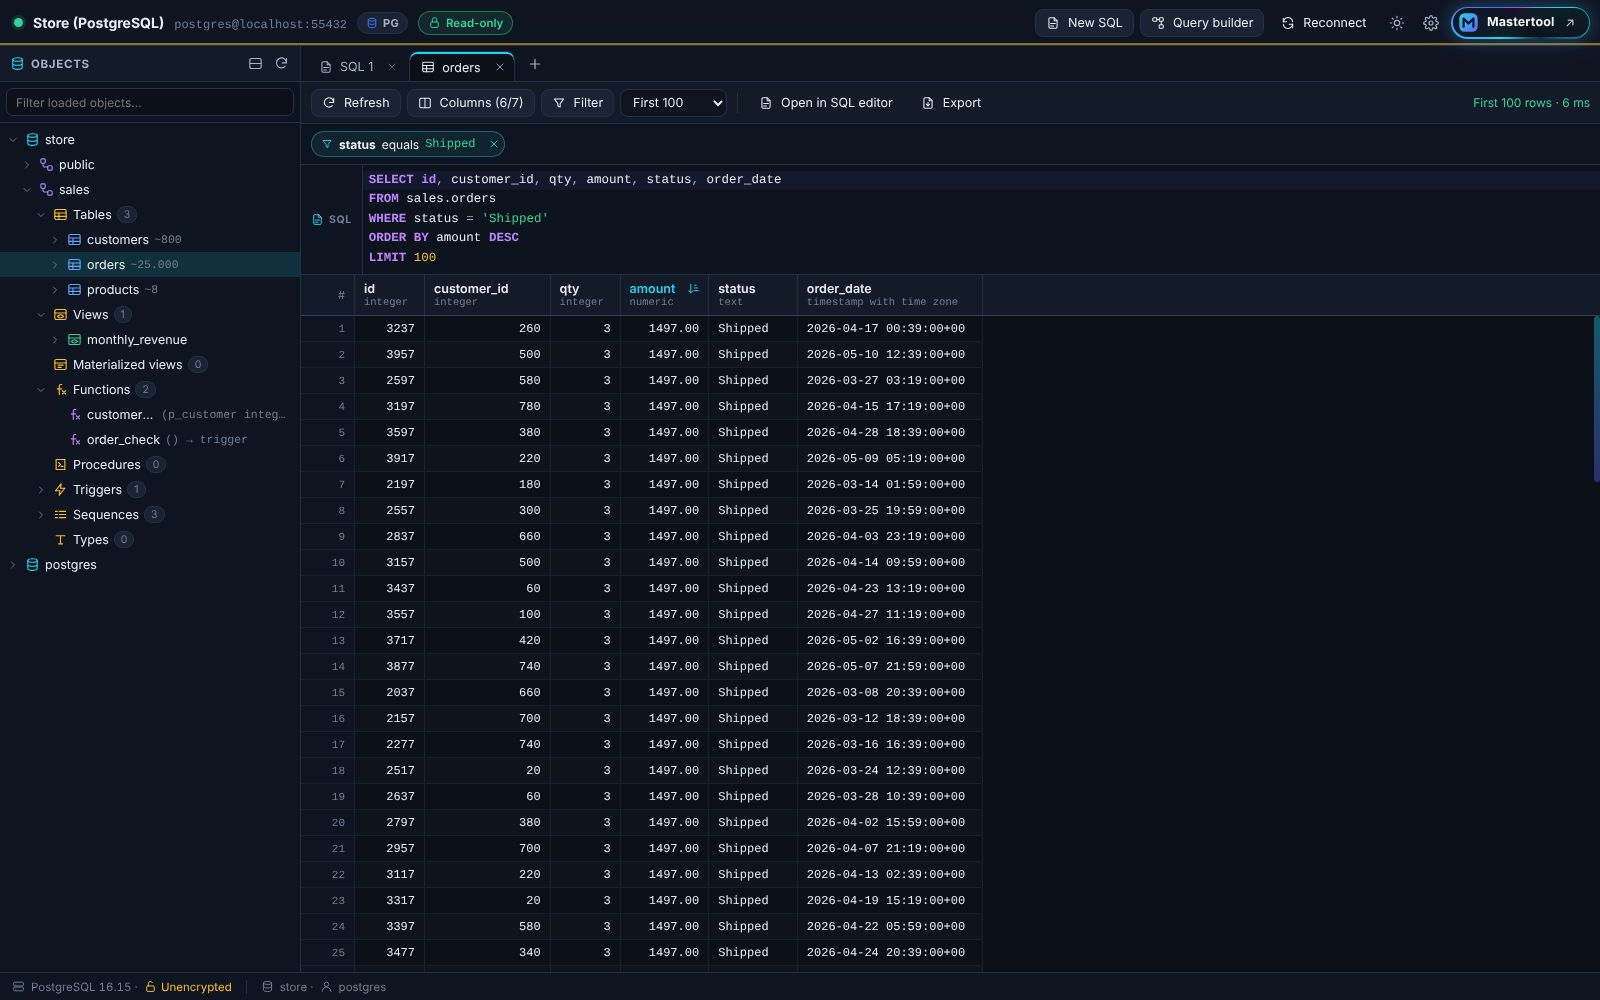 Store (PostgreSQL) postgres@localhost:55432 PG Read-only New SQL Query builder Reconnect Mastertool
OBJECTS
Filter loaded objects...
store
public
sales
Tables 3
customers ~800
orders ~25.000
products ~8
Views 1
monthly_revenue
Materialized views 0
Functions 2
customer... (p_customer integ...
order_check () → trigger
Procedures 0
Triggers 1
Sequences 3
Types 0
postgres
SQL 1 × orders × +
Refresh Columns (6/7) Filter First 100 Open in SQL editor Export First 100 rows · 6 ms
status equals Shipped ×
SQL
SELECT id, customer_id, qty, amount, status, order_date
FROM sales.orders
WHERE status = 'Shipped'
ORDER BY amount DESC
LIMIT 100
# id customer_id qty amount status order_date
integer integer integer numeric text timestamp with time zone
1 3237 260 3 1497.00 Shipped 2026-04-17 00:39:00+00
2 3957 500 3 1497.00 Shipped 2026-05-10 12:39:00+00
3 2597 580 3 1497.00 Shipped 2026-03-27 03:19:00+00
4 3197 780 3 1497.00 Shipped 2026-04-15 17:19:00+00
5 3597 380 3 1497.00 Shipped 2026-04-28 18:39:00+00
6 3917 220 3 1497.00 Shipped 2026-05-09 05:19:00+00
7 2197 180 3 1497.00 Shipped 2026-03-14 01:59:00+00
8 2557 300 3 1497.00 Shipped 2026-03-25 19:59:00+00
9 2837 660 3 1497.00 Shipped 2026-04-03 23:19:00+00
10 3157 500 3 1497.00 Shipped 2026-04-14 09:59:00+00
11 3437 60 3 1497.00 Shipped 2026-04-23 13:19:00+00
12 3557 100 3 1497.00 Shipped 2026-04-27 11:19:00+00
13 3717 420 3 1497.00 Shipped 2026-05-02 16:39:00+00
14 3877 740 3 1497.00 Shipped 2026-05-07 21:59:00+00
15 2037 660 3 1497.00 Shipped 2026-03-08 20:39:00+00
16 2157 700 3 1497.00 Shipped 2026-03-12 18:39:00+00
17 2277 740 3 1497.00 Shipped 2026-03-16 16:39:00+00
18 2517 20 3 1497.00 Shipped 2026-03-24 12:39:00+00
19 2637 60 3 1497.00 Shipped 2026-03-28 10:39:00+00
20 2797 380 3 1497.00 Shipped 2026-04-02 15:59:00+00
21 2957 700 3 1497.00 Shipped 2026-04-07 21:19:00+00
22 3117 220 3 1497.00 Shipped 2026-04-13 02:39:00+00
23 3317 20 3 1497.00 Shipped 2026-04-19 15:19:00+00
24 3397 580 3 1497.00 Shipped 2026-04-22 05:59:00+00
25 3477 340 3 1497.00 Shipped 2026-04-24 20:39:00+00
PostgreSQL 16.15 · Unencrypted store · postgres